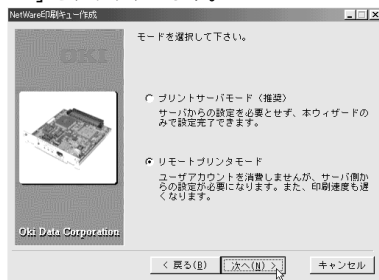 NetWare印刷キュー作成
モードを選択して下さい。
OKI
プリントサーバモード（推奨）
サーバからの設定を必要とせず、本ウィザードの
みで設定完了できます。
リモートプリンタモード
ユーザアカウントを消費しませんが、サーバ側か
らの設定が必要になります。また、印刷速度も遅
くなります。
Oki Data Corporation
< 戻る(B)
次へ(N) >
キャンセル